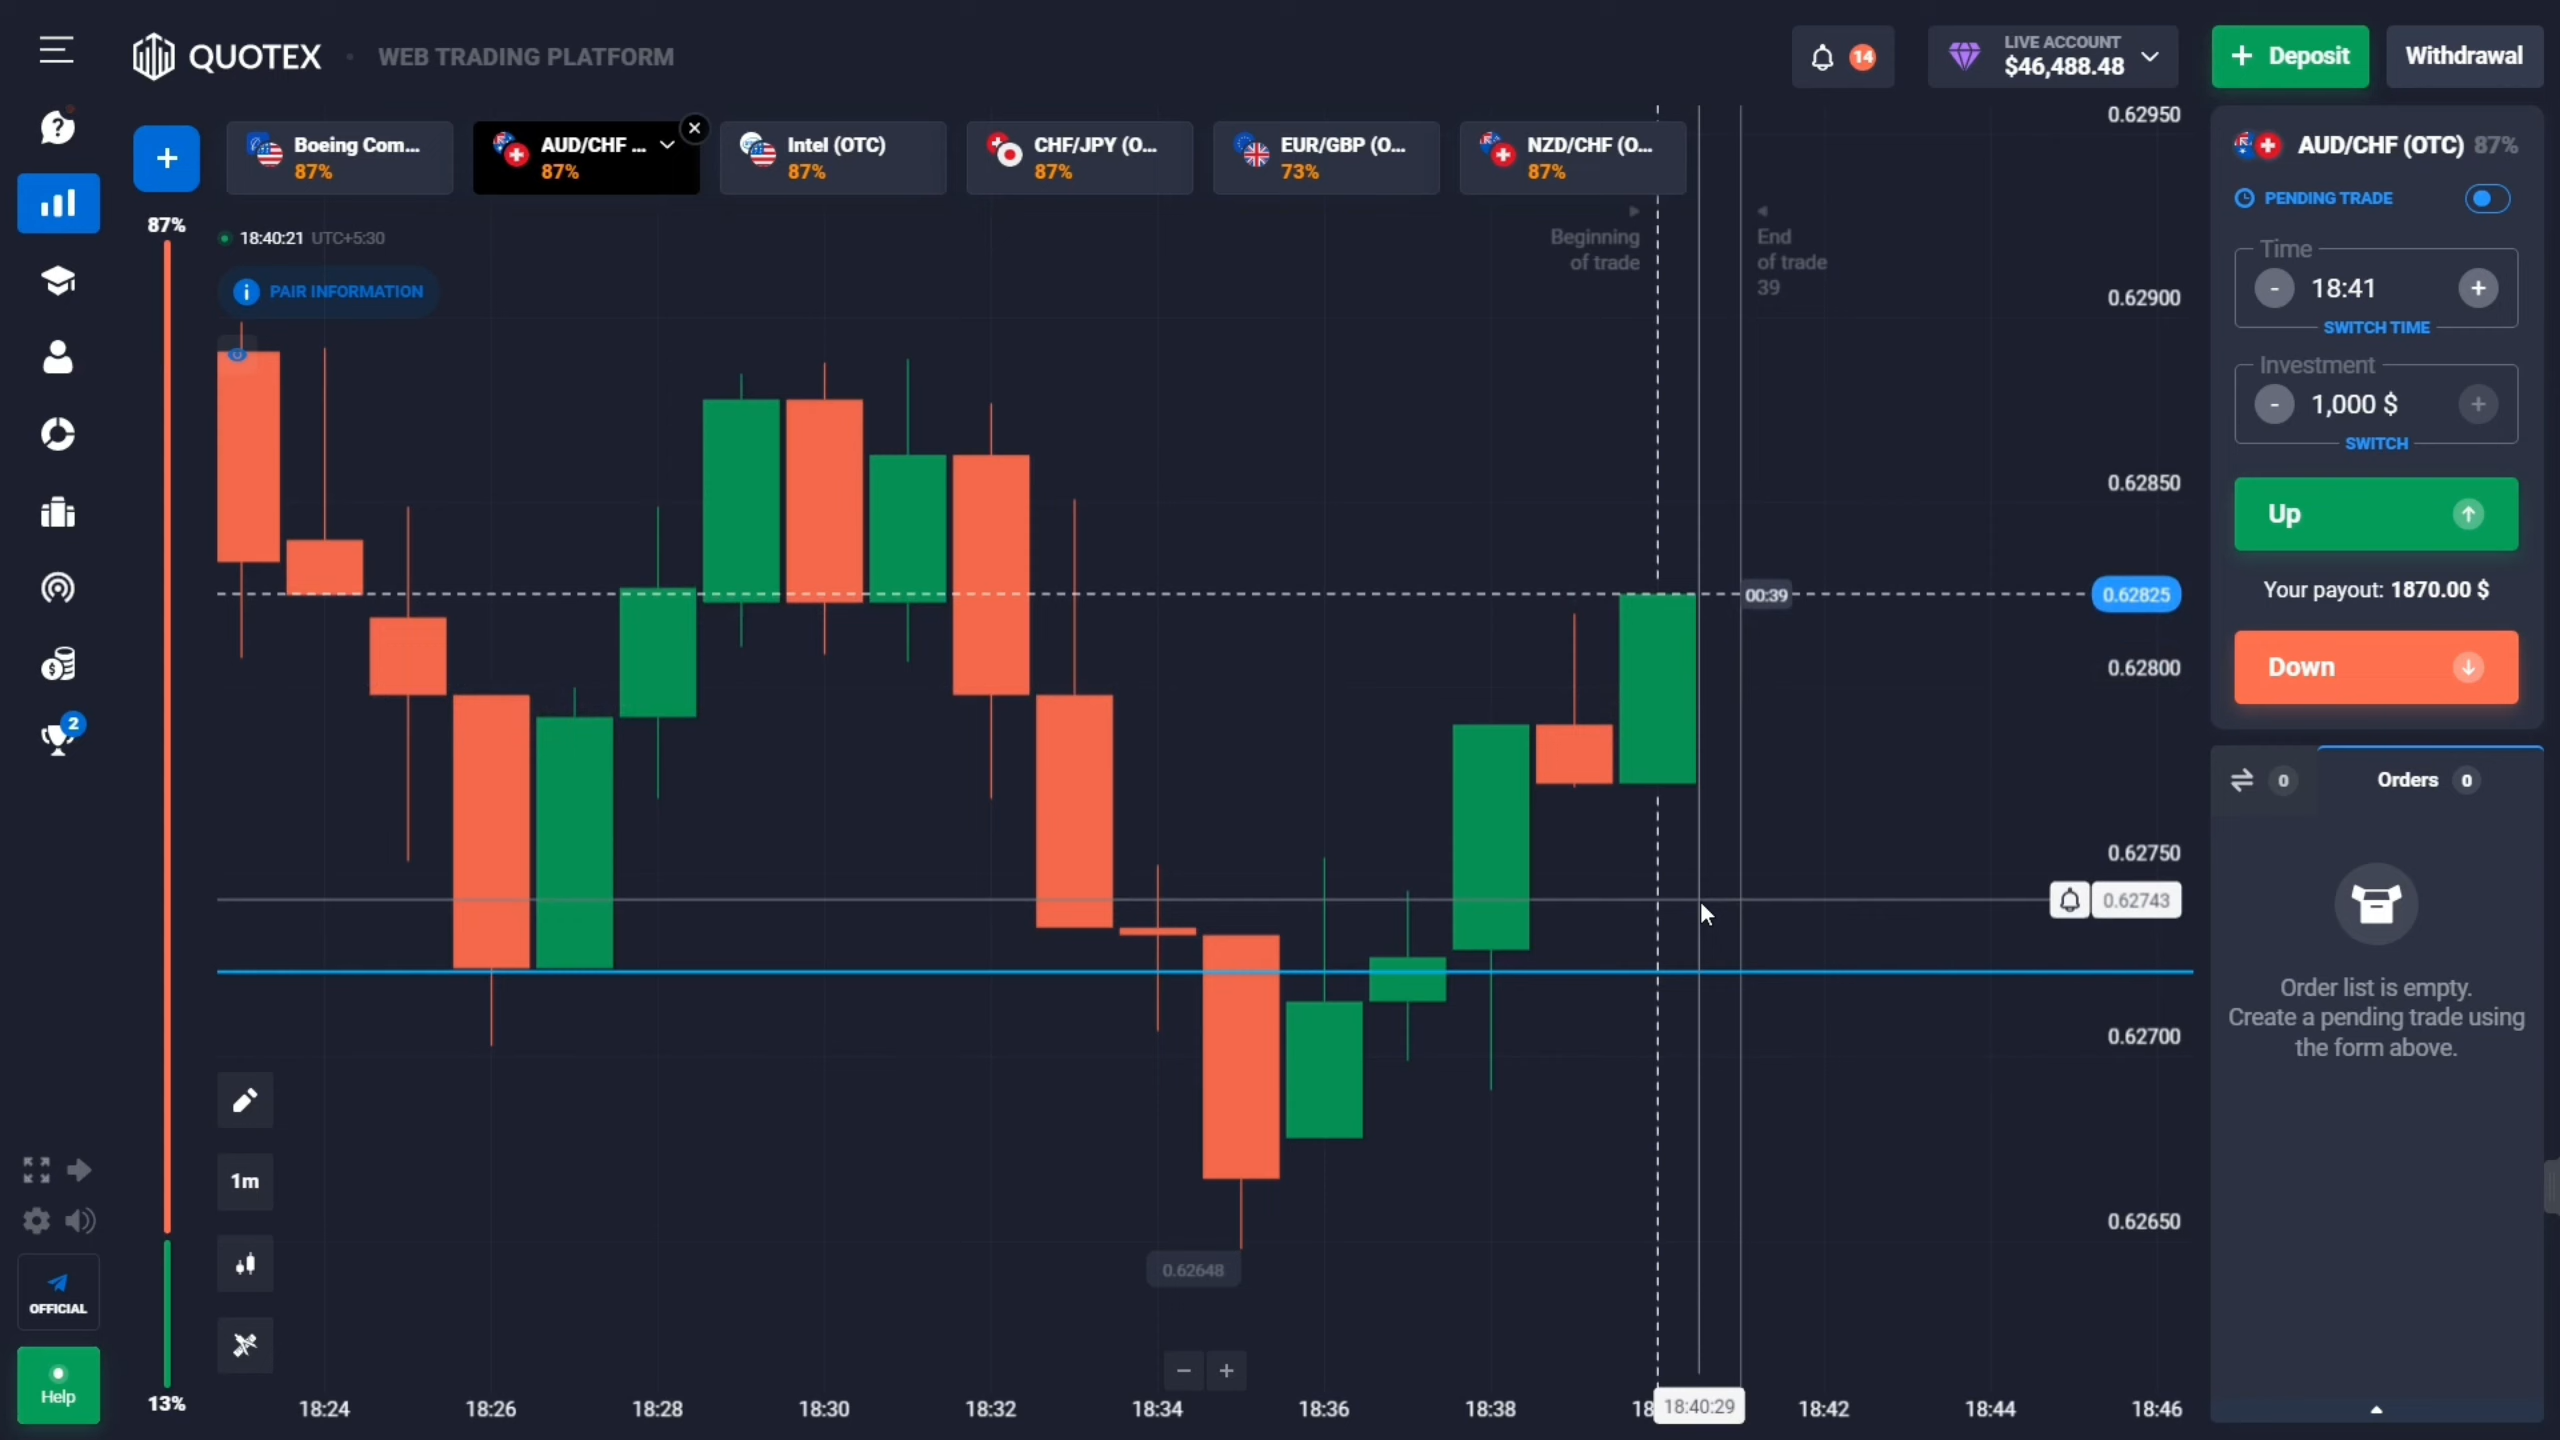 QUOTEX
WEB TRADING PLATFORM
14
LIVE ACCOUNT
$46,488.48
+ Deposit
Withdrawal
Boeing Com...
87%
AUD/CHF ...
87%
Intel (OTC)
87%
CHF/JPY (O...
87%
EUR/GBP (O...
73%
NZD/CHF (O...
87%
87%
18:40:21 UTC+5:30
PAIR INFORMATION
Beginning
of trade
End
of trade
39
0.62950
0.62900
0.62850
00:39
0.62825
0.62800
0.62750
0.62743
0.62700
0.62650
0.62648
AUD/CHF (OTC) 87%
PENDING TRADE
Time
- 18:41 +
SWITCH TIME
Investment
- 1,000 $ +
SWITCH
Up
Your payout: 1870.00 $
Down
0
Orders 0
Order list is empty.
Create a pending trade using
the form above.
2
1m
OFFICIAL
Help
13%
18:24
18:26
18:28
18:30
18:32
18:34
18:36
18:38
18
18:40:29
18:42
18:44
18:46